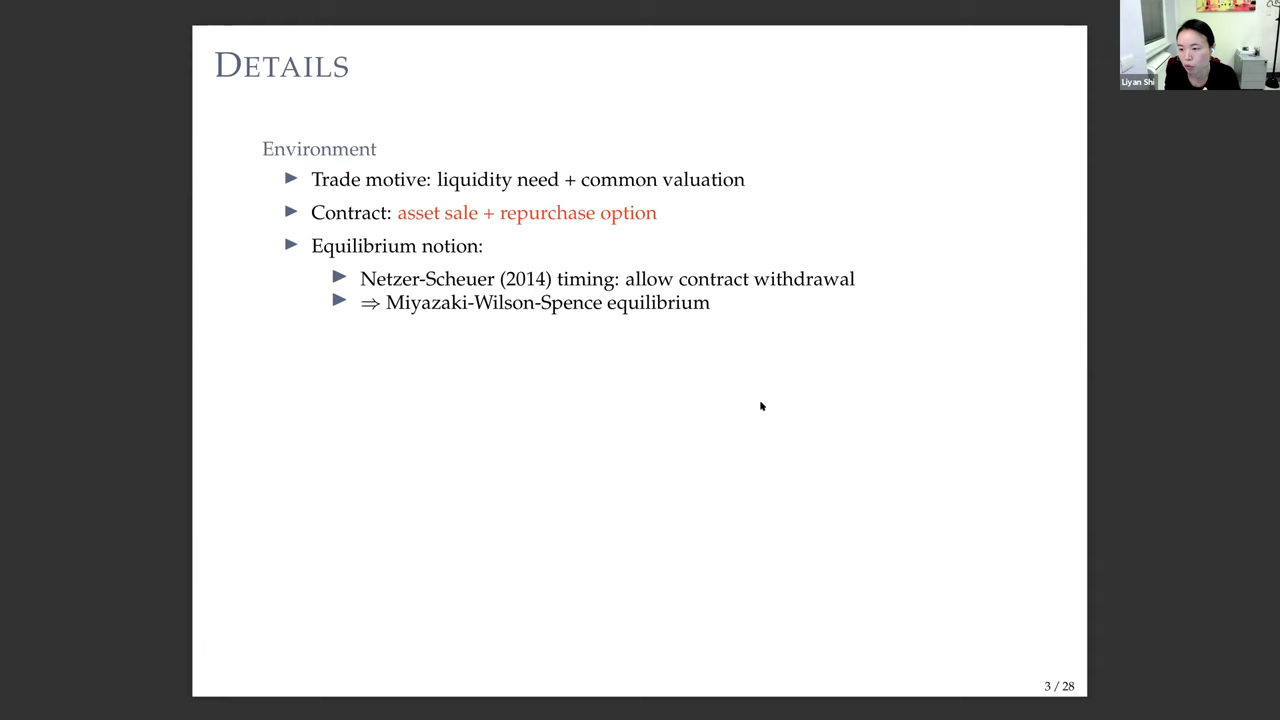 DETAILS
Liyan Shi
Environment
▶ Trade motive: liquidity need + common valuation
▶ Contract: asset sale + repurchase option
▶ Equilibrium notion:
▶ Netzer-Scheuer (2014) timing: allow contract withdrawal
▶ ⇒ Miyazaki-Wilson-Spence equilibrium
3 / 28